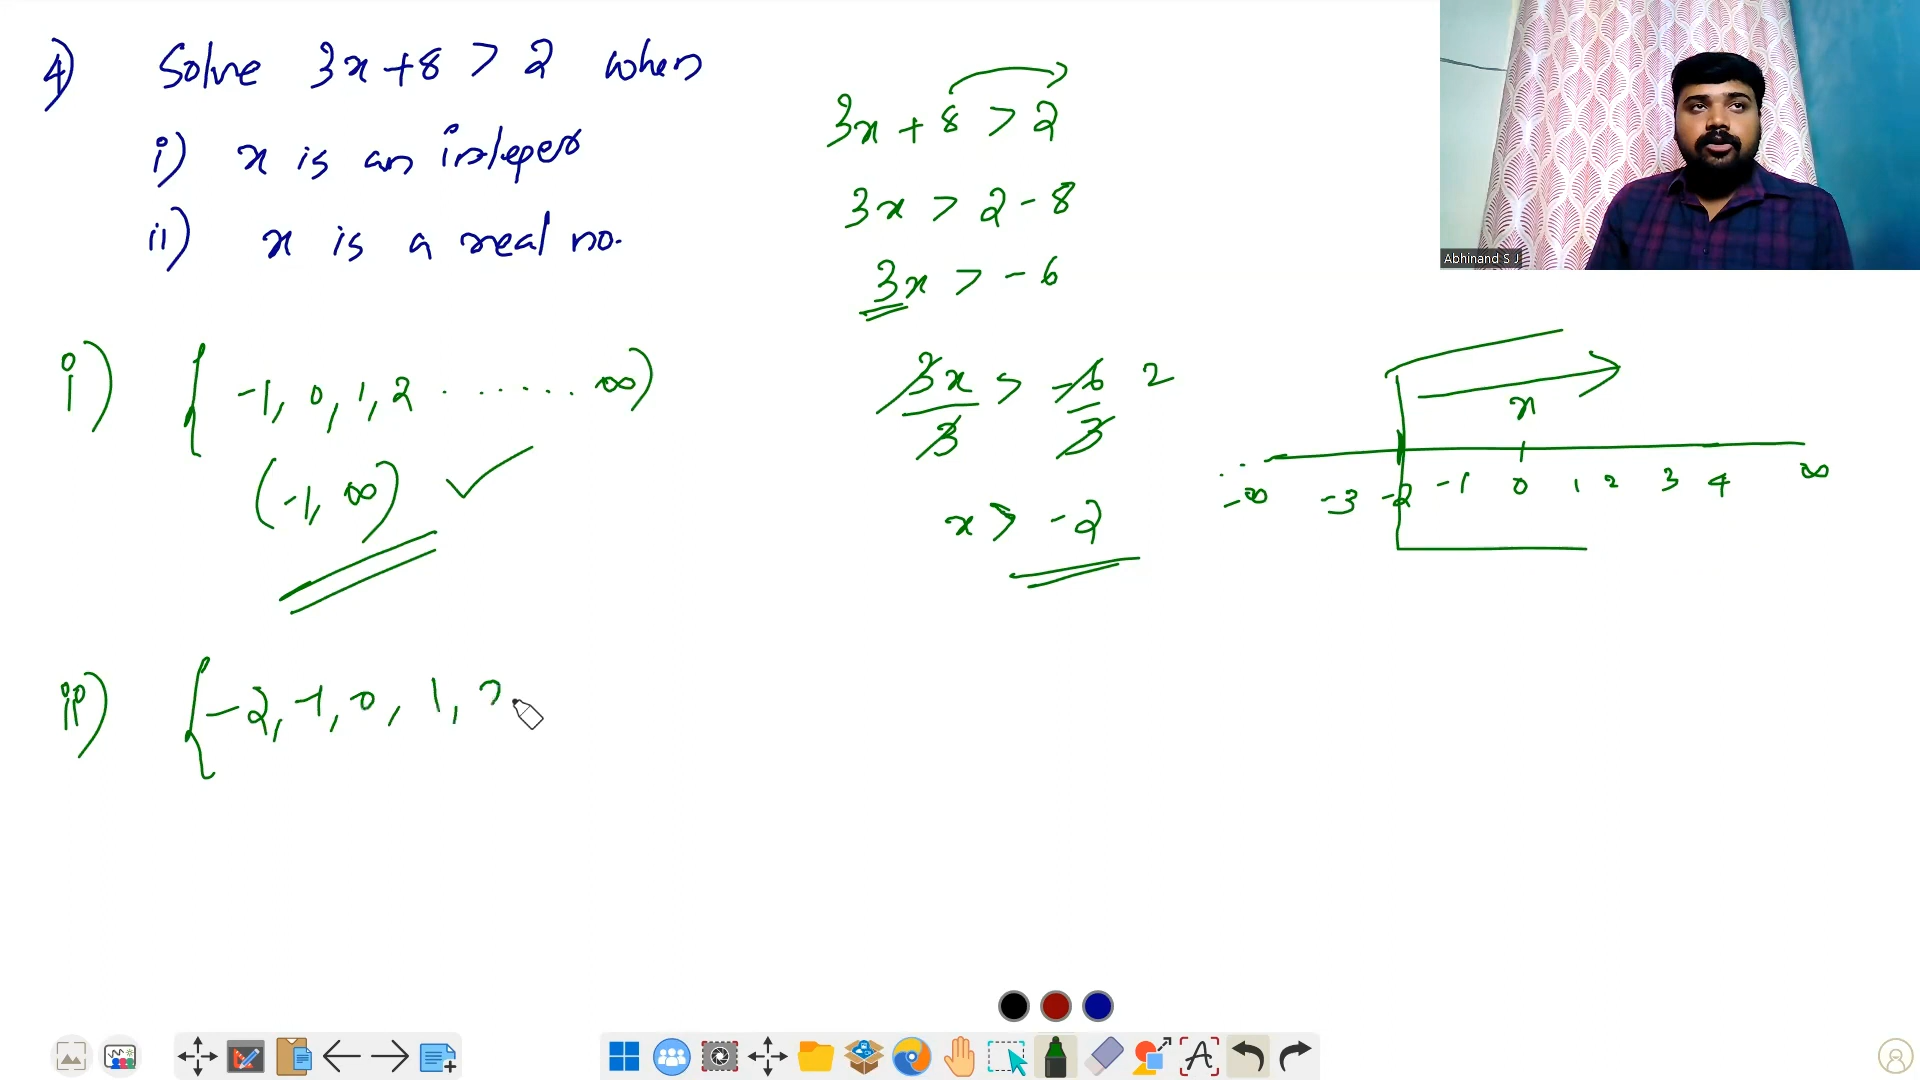 4) Solve 3x+8 > 2 when
i) x is an integer
ii) x is a real no.
3x + 8 > 2
3x > 2 - 8
3x > - 6
3x/3 > -6/3 2
x > -2
i) { -1, 0, 1, 2 ........ ∞)
(-1, ∞)
ii) { -2, -1, 0, 1, 2
x
.. -∞ -3 -2 -1 0 1 2 3 4 ∞
Abhinand S J